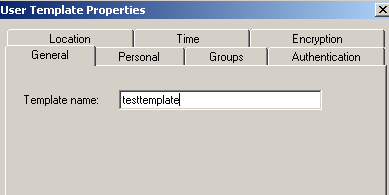 User Template Properties
Location Time Encryption
General Personal Groups Authentication
Template name: testtemplate